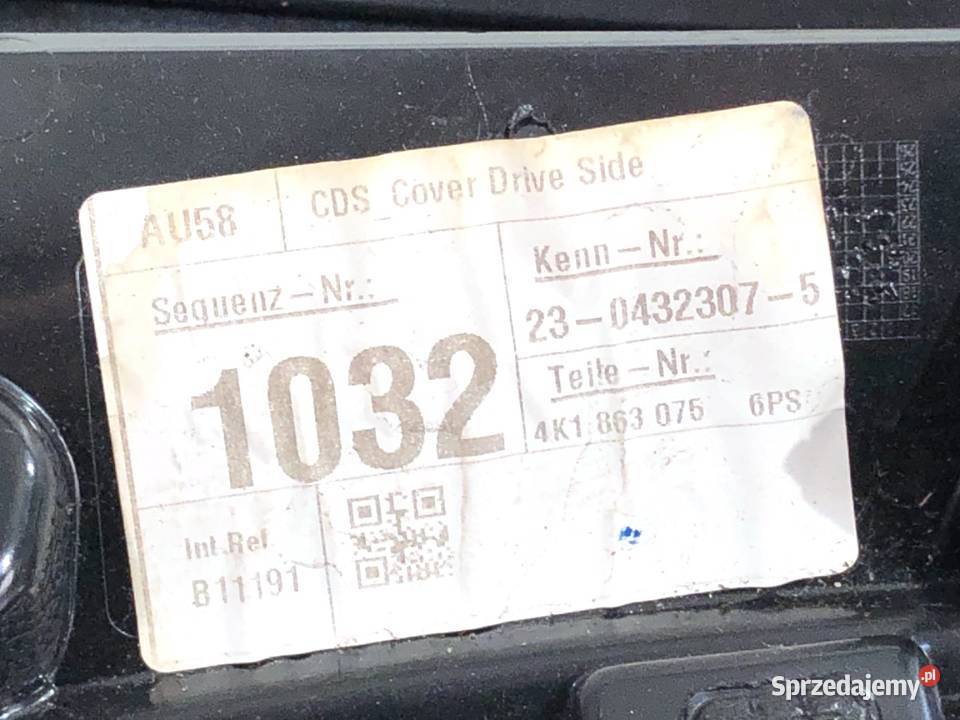 AU58
CDS_Cover Drive Side
Sequenz-Nr.:
1032
Kenn-Nr.:
23-0432307-5
Teile-Nr.:
4K1 863 075 6PS
Int.Ref.
B11191
Sprzedajemy.pl